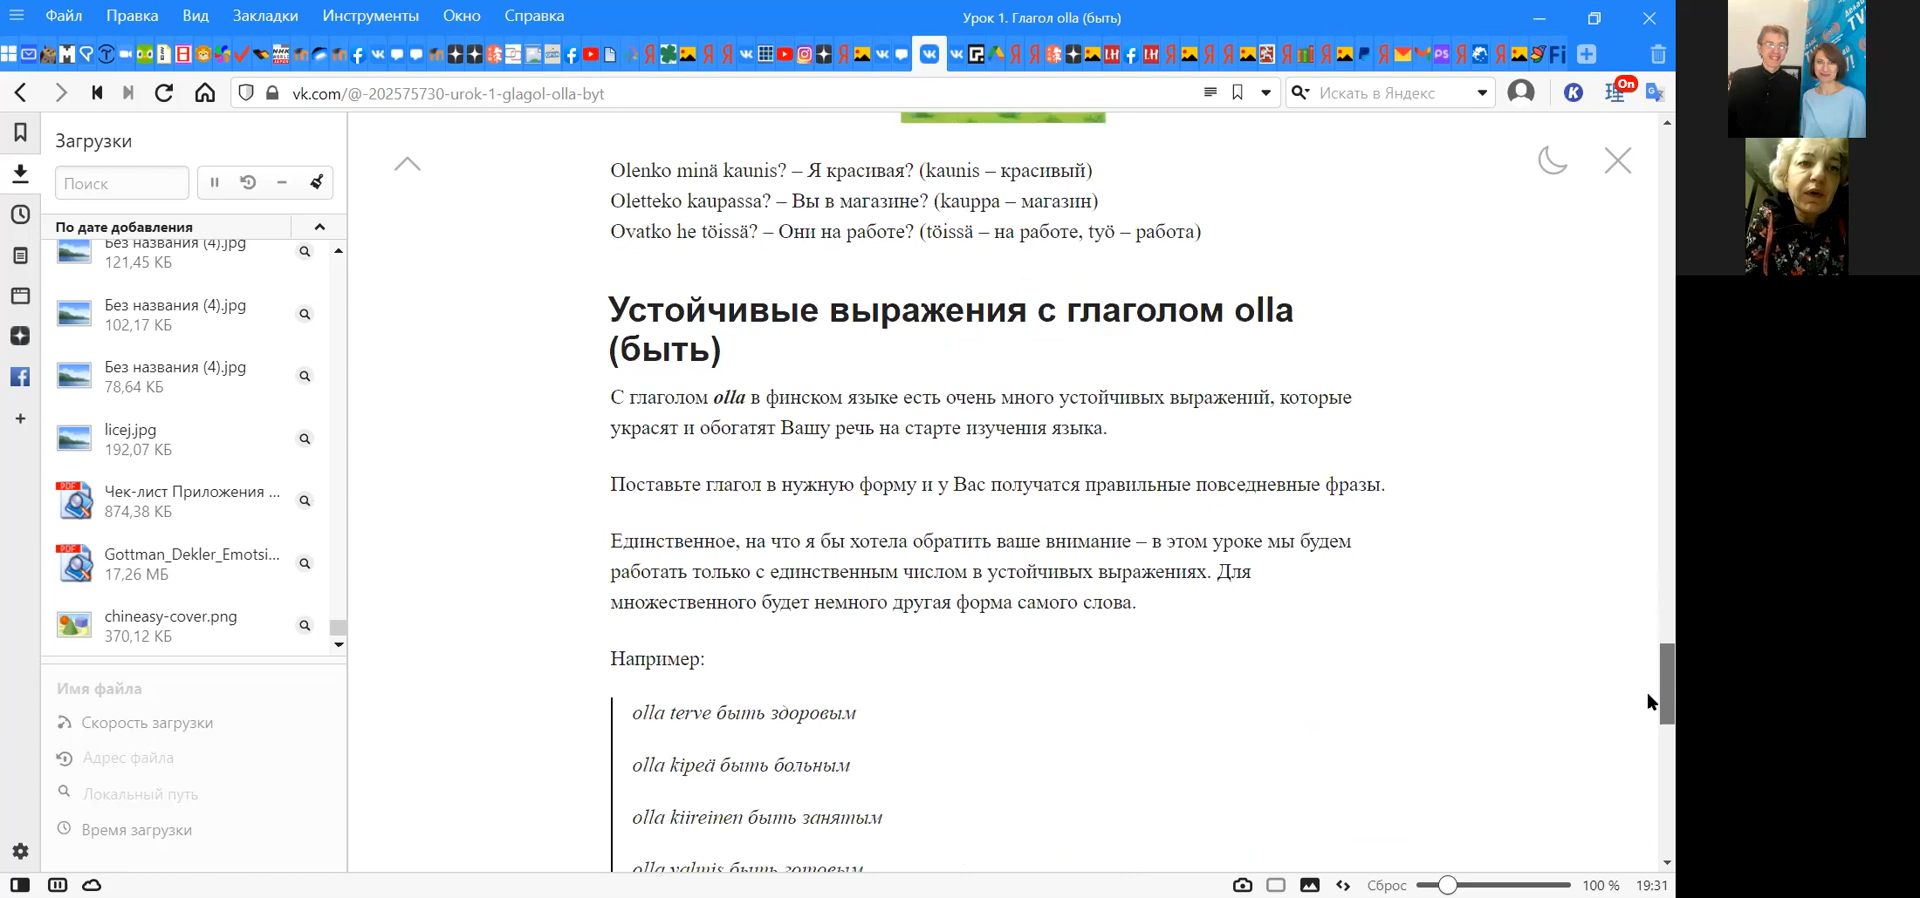 Файл Правка Вид Закладки Инструменты Окно Справка
Урок 1. Глагол olla (быть)
vk.com/@-202575730-urok-1-glagol-olla-byt
Искать в Яндекс
On
Загрузки
Поиск
По дате добавления
Без названия (4).jpg
121,45 КБ
Без названия (4).jpg
102,17 КБ
Без названия (4).jpg
78,64 КБ
licej.jpg
192,07 КБ
Чек-лист Приложения ...
874,38 КБ
Gottman_Dekler_Emotsi...
17,26 МБ
chineasy-cover.png
370,12 КБ
Имя файла
Скорость загрузки
Адрес файла
Локальный путь
Время загрузки
Olenko minä kaunis? – Я красивая? (kaunis – красивый)
Oletteko kaupassa? – Вы в магазине? (kauppa – магазин)
Ovatko he töissä? – Они на работе? (töissä – на работе, työ – работа)
Устойчивые выражения с глаголом olla
(быть)
С глаголом olla в финском языке есть очень много устойчивых выражений, которые
украсят и обогатят Вашу речь на старте изучения языка.
Поставьте глагол в нужную форму и у Вас получатся правильные повседневные фразы.
Единственное, на что я бы хотела обратить ваше внимание – в этом уроке мы будем
работать только с единственным числом в устойчивых выражениях. Для
множественного будет немного другая форма самого слова.
Например:
olla terve быть здоровым
olla kipeä быть больным
olla kiireinen быть занятым
olla valmis быть готовым
Сброс
100 %
19:31